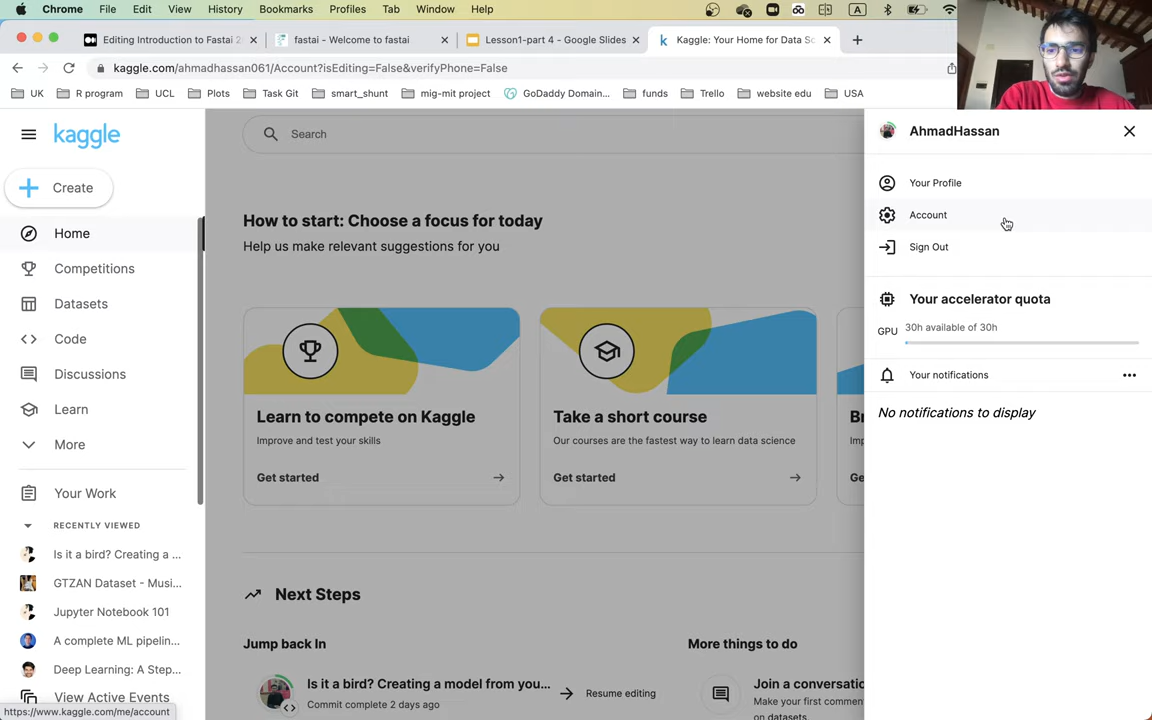 Chrome File Edit View History Bookmarks Profiles Tab Window Help A
Editing Introduction to Fastai 2
fastai - Welcome to fastai
Lesson1-part 4 - Google Slides
Kaggle: Your Home for Data Sc
kaggle.com/ahmadhassan061/Account?isEditing=False&verifyPhone=False
UK R program UCL Plots Task Git smart_shunt mig-mit project GoDaddy Domain... funds Trello website edu USA
kaggle
Create
Home
Competitions
Datasets
Code
Discussions
Learn
More
Your Work
RECENTLY VIEWED
Is it a bird? Creating a ...
GTZAN Dataset - Musi...
Jupyter Notebook 101
A complete ML pipelin...
Deep Learning: A Step...
View Active Events
https://www.kaggle.com/me/account
Search
How to start: Choose a focus for today
Help us make relevant suggestions for you
Learn to compete on Kaggle
Improve and test your skills
Get started
Take a short course
Our courses are the fastest way to learn data science
Get started
Br
Imp
Ge
Next Steps
Jump back In
Is it a bird? Creating a model from you...
Commit complete 2 days ago
Resume editing
More things to do
Join a conversatio
Make your first commen
on datasets.
AhmadHassan
Your Profile
Account
Sign Out
Your accelerator quota
GPU 30h available of 30h
Your notifications
No notifications to display